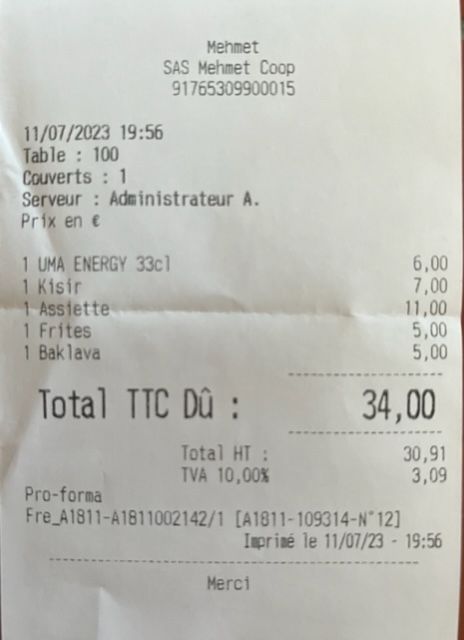 Mehmet
SAS Mehmet Coop
91765309900015
11/07/2023 19:56
Table : 100
Couverts : 1
Serveur : Administrateur A.
Prix en €
1 UMA ENERGY 33cl 6,00
1 Kisir 7,00
1 Assiette 11,00
1 Frites 5,00
1 Baklava 5,00
Total TTC Dû : 34,00
Total HT : 30,91
TVA 10,00% 3,09
Pro-forma
Fre_A1811-A1811002142/1 [A1811-109314-N°12]
Imprimé le 11/07/23 - 19:56
Merci